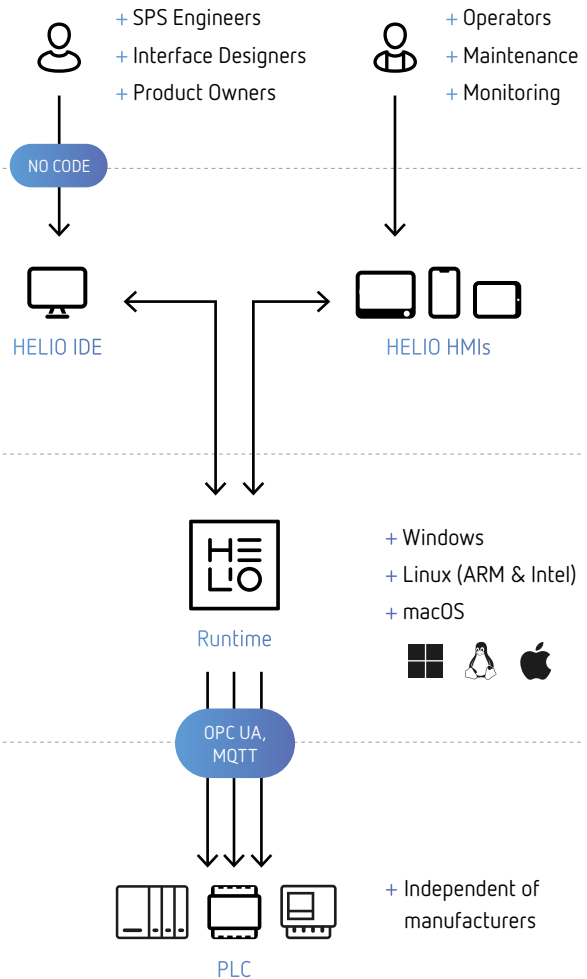 + SPS Engineers
+ Interface Designers
+ Product Owners
+ Operators
+ Maintenance
+ Monitoring
NO CODE
HELIO IDE
HELIO HMIs
HELIO
Runtime
+ Windows
+ Linux (ARM & Intel)
+ macOS
OPC UA,
MQTT
+ Independent of
manufacturers
PLC